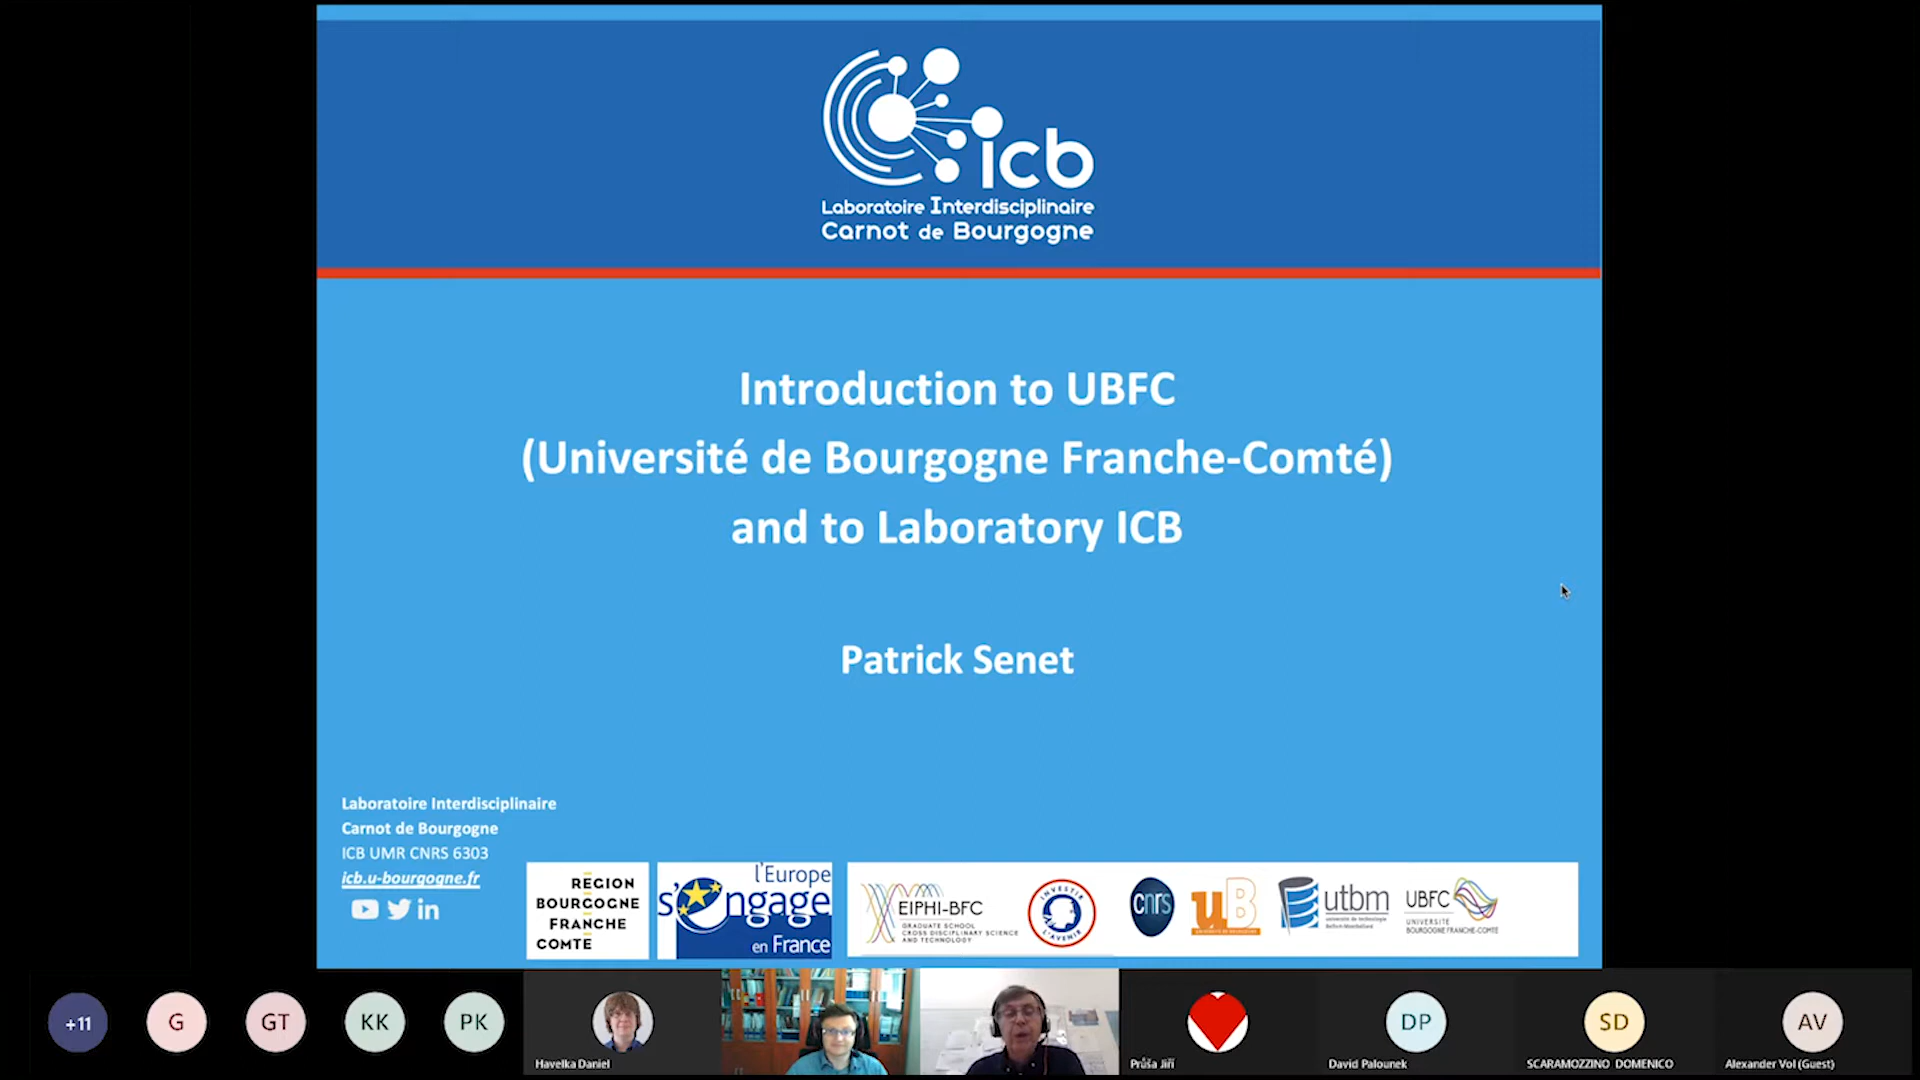 icb
Laboratoire Interdisciplinaire
Carnot de Bourgogne
Introduction to UBFC
(Université de Bourgogne Franche-Comté)
and to Laboratory ICB
Patrick Senet
Laboratoire Interdisciplinaire
Carnot de Bourgogne
ICB UMR CNRS 6303
icb.u-bourgogne.fr
in
REGION
BOURGOGNE
FRANCHE
COMTE
l'Europe
s'engage
en France
EIPHI-BFC
GRADUATE SCHOOL
CROSS DISCIPLINARY SCIENCE
AND TECHNOLOGY
INVESTIR
L'AVENIR
cnrs
uB
UNIVERSITÉ DE BOURGOGNE
utbm
université de technologie
Belfort-Montbéliard
UBFC
UNIVERSITÉ
BOURGOGNE FRANCHE-COMTÉ
+11
G
GT
KK
PK
Havelka Daniel
Průša Jiří
DP
David Palounek
SD
SCARAMOZZINO DOMENICO
AV
Alexander Vol (Guest)